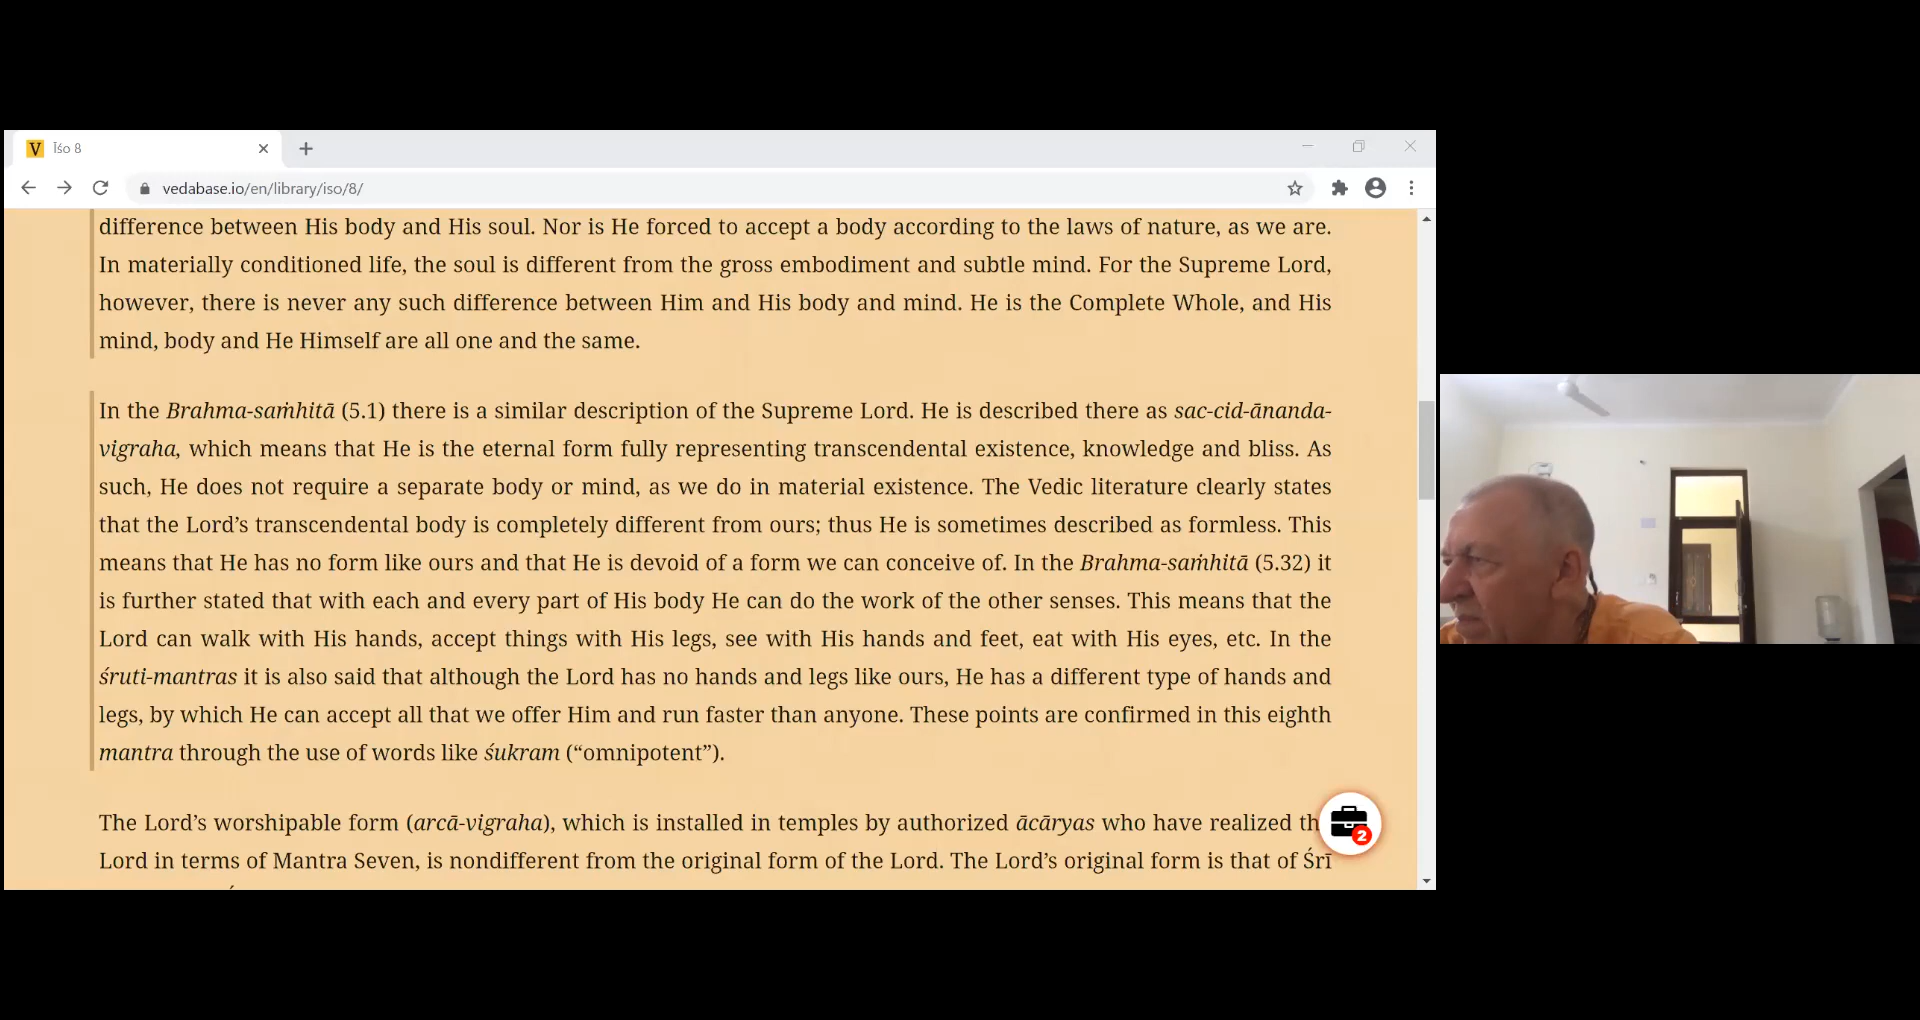 Īśo 8
vedabase.io/en/library/iso/8/
difference between His body and His soul. Nor is He forced to accept a body according to the laws of nature, as we are.
In materially conditioned life, the soul is different from the gross embodiment and subtle mind. For the Supreme Lord,
however, there is never any such difference between Him and His body and mind. He is the Complete Whole, and His
mind, body and He Himself are all one and the same.
In the Brahma-saṁhitā (5.1) there is a similar description of the Supreme Lord. He is described there as sac-cid-ānanda-
vigraha, which means that He is the eternal form fully representing transcendental existence, knowledge and bliss. As
such, He does not require a separate body or mind, as we do in material existence. The Vedic literature clearly states
that the Lord’s transcendental body is completely different from ours; thus He is sometimes described as formless. This
means that He has no form like ours and that He is devoid of a form we can conceive of. In the Brahma-saṁhitā (5.32) it
is further stated that with each and every part of His body He can do the work of the other senses. This means that the
Lord can walk with His hands, accept things with His legs, see with His hands and feet, eat with His eyes, etc. In the
śruti-mantras it is also said that although the Lord has no hands and legs like ours, He has a different type of hands and
legs, by which He can accept all that we offer Him and run faster than anyone. These points are confirmed in this eighth
mantra through the use of words like śukram (“omnipotent”).
The Lord’s worshipable form (arcā-vigraha), which is installed in temples by authorized ācāryas who have realized th
Lord in terms of Mantra Seven, is nondifferent from the original form of the Lord. The Lord’s original form is that of Śrī
2